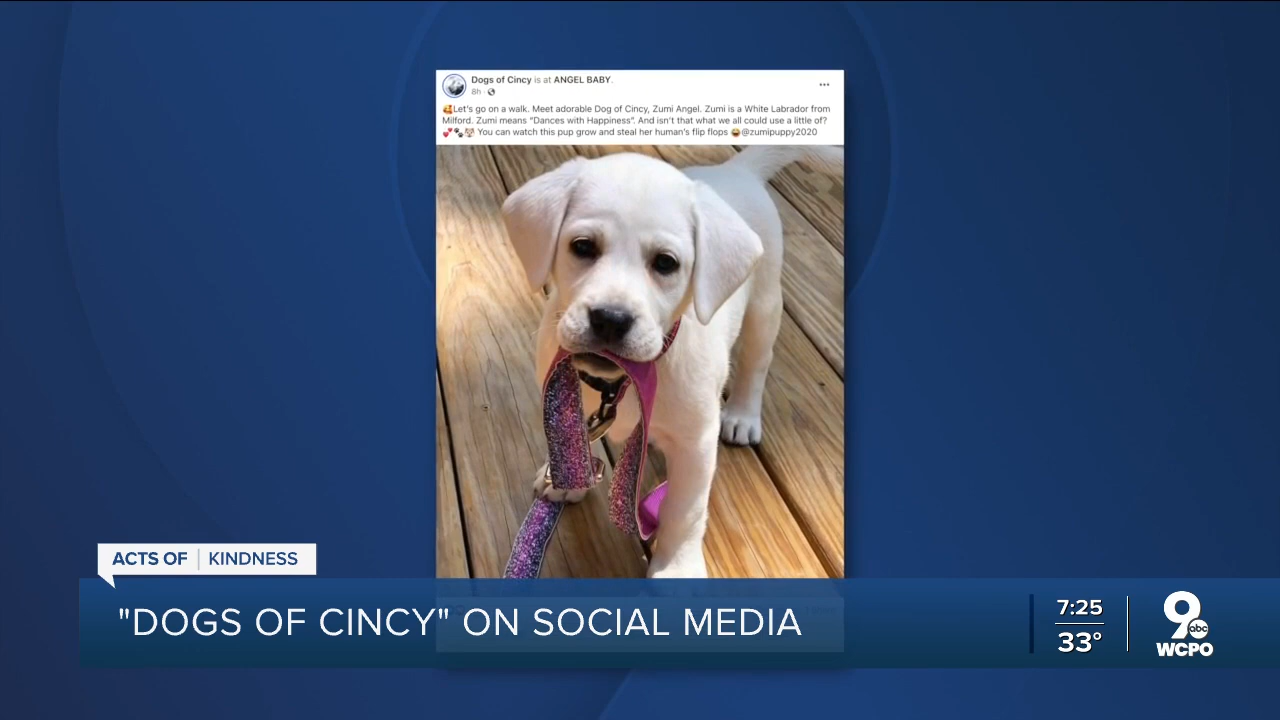 Dogs of Cincy is at ANGEL BABY.
8h ·
🥰Let's go on a walk. Meet adorable Dog of Cincy, Zumi Angel. Zumi is a White Labrador from
Milford. Zumi means "Dances with Happiness". And isn't that what we all could use a little of?
💕🐾🐶 You can watch this pup grow and steal her human's flip flops 😂@zumipuppy2020
ACTS OF | KINDNESS
"DOGS OF CINCY" ON SOCIAL MEDIA
7:25
33°
9 abc
WCPO